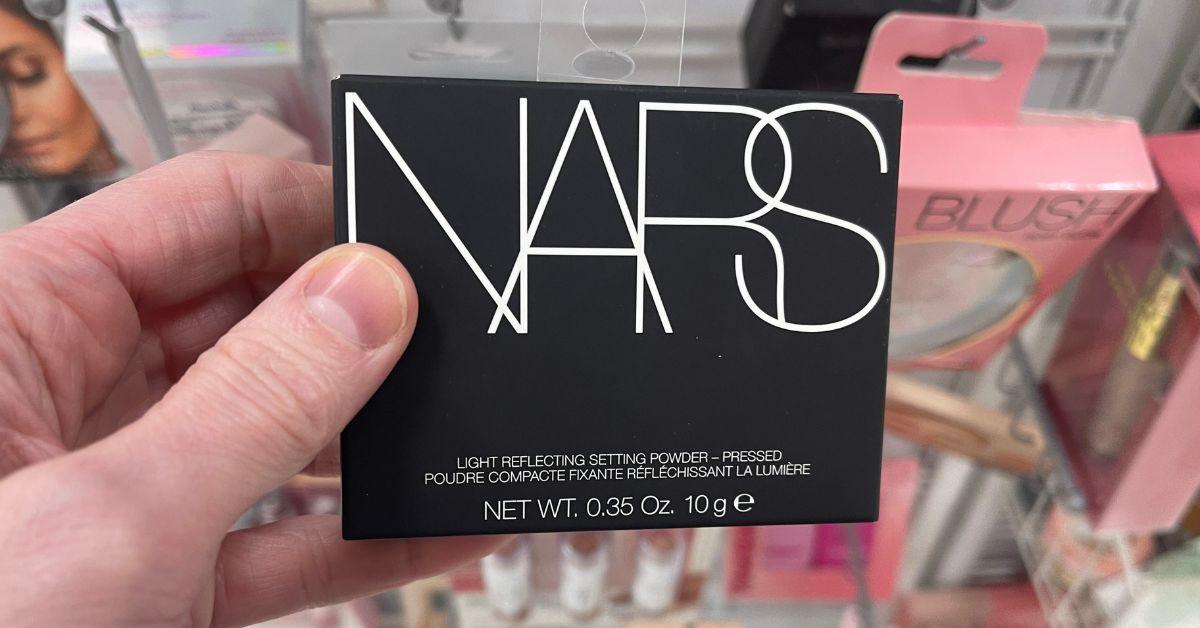 NARS
LIGHT REFLECTING SETTING POWDER – PRESSED
POUDRE COMPACTE FIXANTE RÉFLÉCHISSANT LA LUMIÈRE
NET WT. 0.35 Oz. 10 g ℮
BLUSH